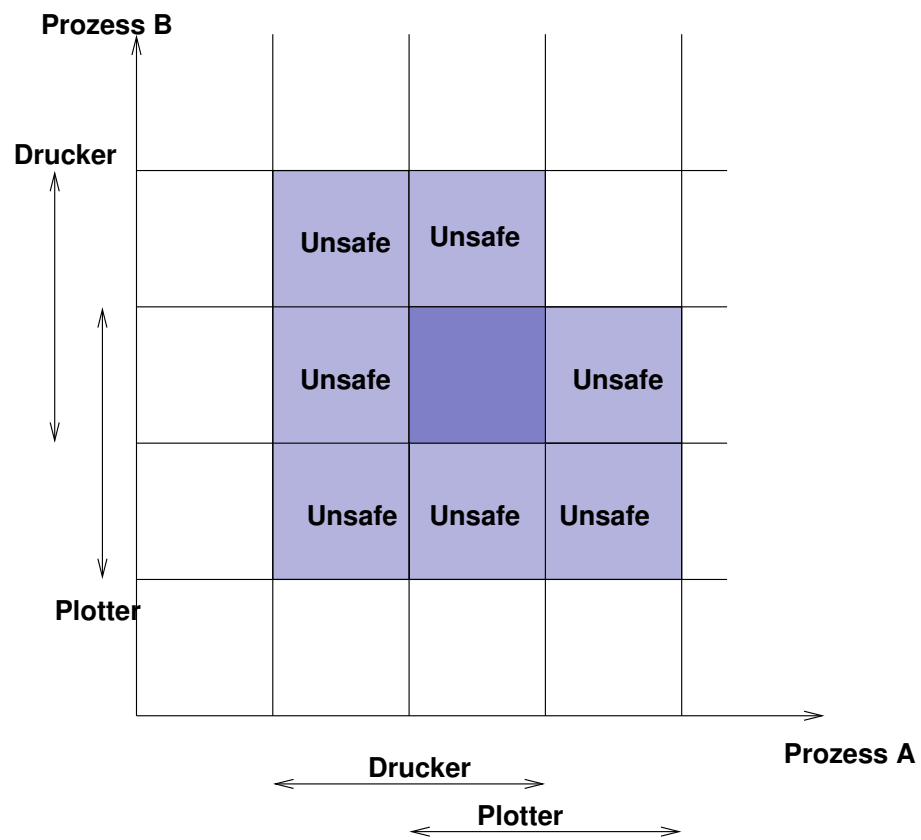 Prozess B
Drucker
Unsafe Unsafe
Unsafe Unsafe
Unsafe Unsafe Unsafe
Plotter
Prozess A
Drucker
Plotter